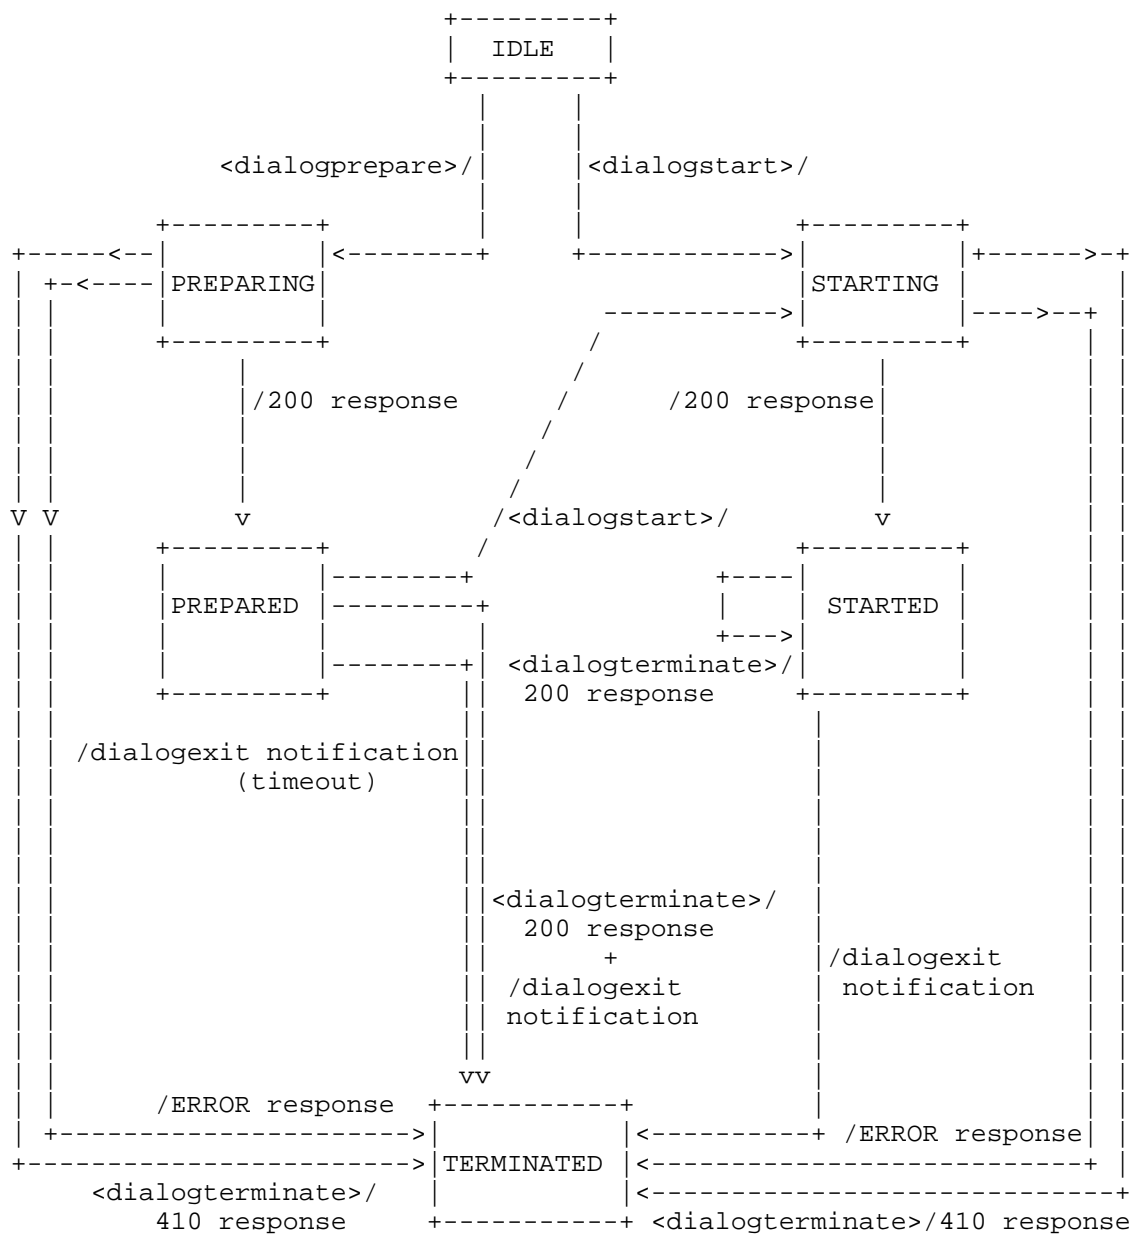 IDLE
<dialogprepare>/ <dialogstart>/
PREPARING STARTING
/200 response /200 response
/<dialogstart>/
PREPARED STARTED
<dialogterminate>/
200 response
/dialogexit notification
(timeout)
<dialogterminate>/
200 response
+ /dialogexit
/dialogexit notification
notification
/ERROR response
/ERROR response
TERMINATED
<dialogterminate>/
410 response <dialogterminate>/410 response